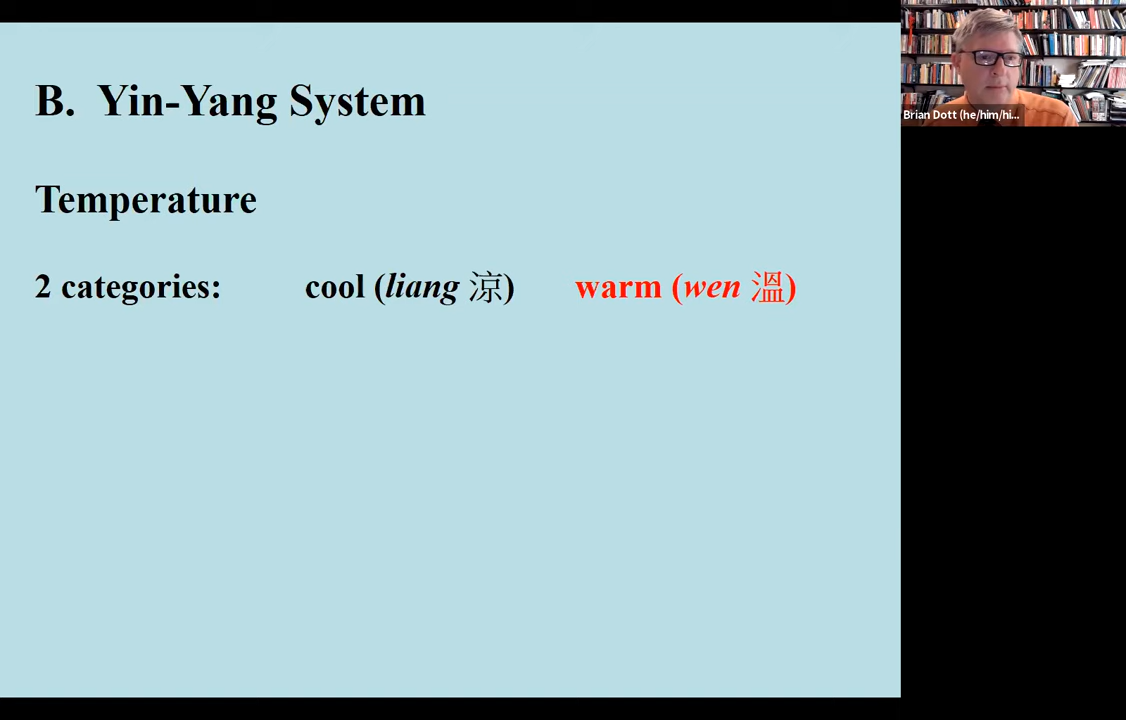 B. Yin-Yang System
Temperature
2 categories: cool (liang 涼) warm (wen 溫)
Brian Dott (he/him/hi...